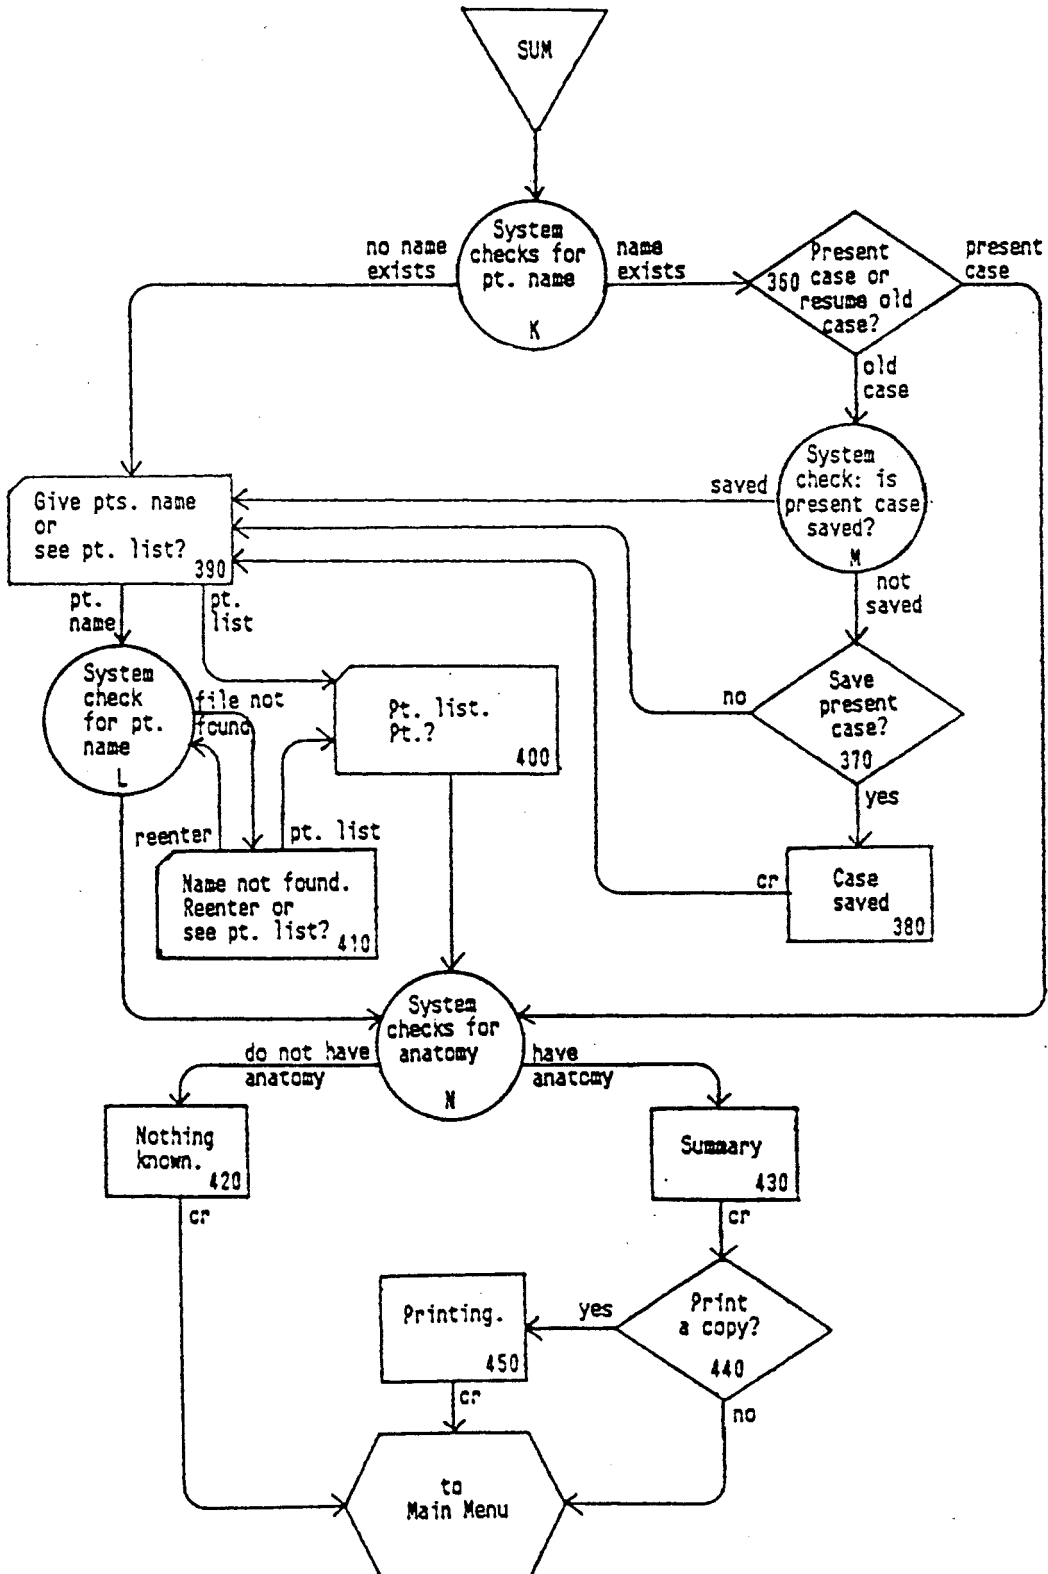 SUM
System
checks for
pt. name
K
no name
exists
name
exists
Present
case or
resume old
case?
360
present
case
old
case
System
check: is
present case
saved?
M
saved
not
saved
Give pts. name
or
see pt. list?
390
pt.
name
pt.
list
System
check
for pt.
name
L
file not
found
Pt. list.
Pt.?
400
Save
present
case?
370
no
yes
reenter
pt. list
Name not found.
Reenter or
see pt. list?
410
Case
saved
380
cr
System
checks for
anatomy
N
do not have
anatomy
have
anatomy
Nothing
known.
420
cr
Summary
430
cr
Print
a copy?
440
yes
no
Printing.
450
cr
to
Main Menu